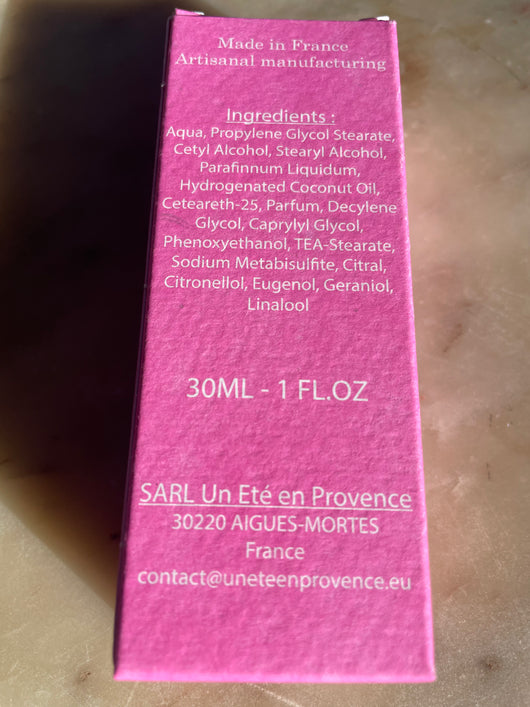 Made in France
Artisanal manufacturing
Ingredients :
Aqua, Propylene Glycol Stearate,
Cetyl Alcohol, Stearyl Alcohol,
Parafinnum Liquidum,
Hydrogenated Coconut Oil,
Ceteareth-25, Parfum, Decylene
Glycol, Caprylyl Glycol,
Phenoxyethanol, TEA-Stearate,
Sodium Metabisulfite, Citral,
Citronellol, Eugenol, Geraniol,
Linalool
30ML - 1 FL.OZ
SARL Un Eté en Provence
30220 AIGUES-MORTES
France
contact@uneteenprovence.eu